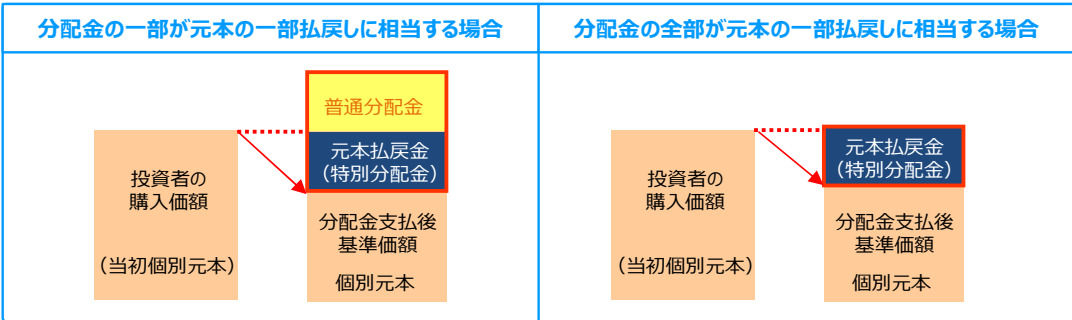 分配金の一部が元本の一部払戻しに相当する場合
普通分配金
元本払戻金
（特別分配金）
投資者の
購入価額
（当初個別元本）
分配金支払後
基準価額
個別元本
分配金の全部が元本の一部払戻しに相当する場合
元本払戻金
（特別分配金）
投資者の
購入価額
（当初個別元本）
分配金支払後
基準価額
個別元本